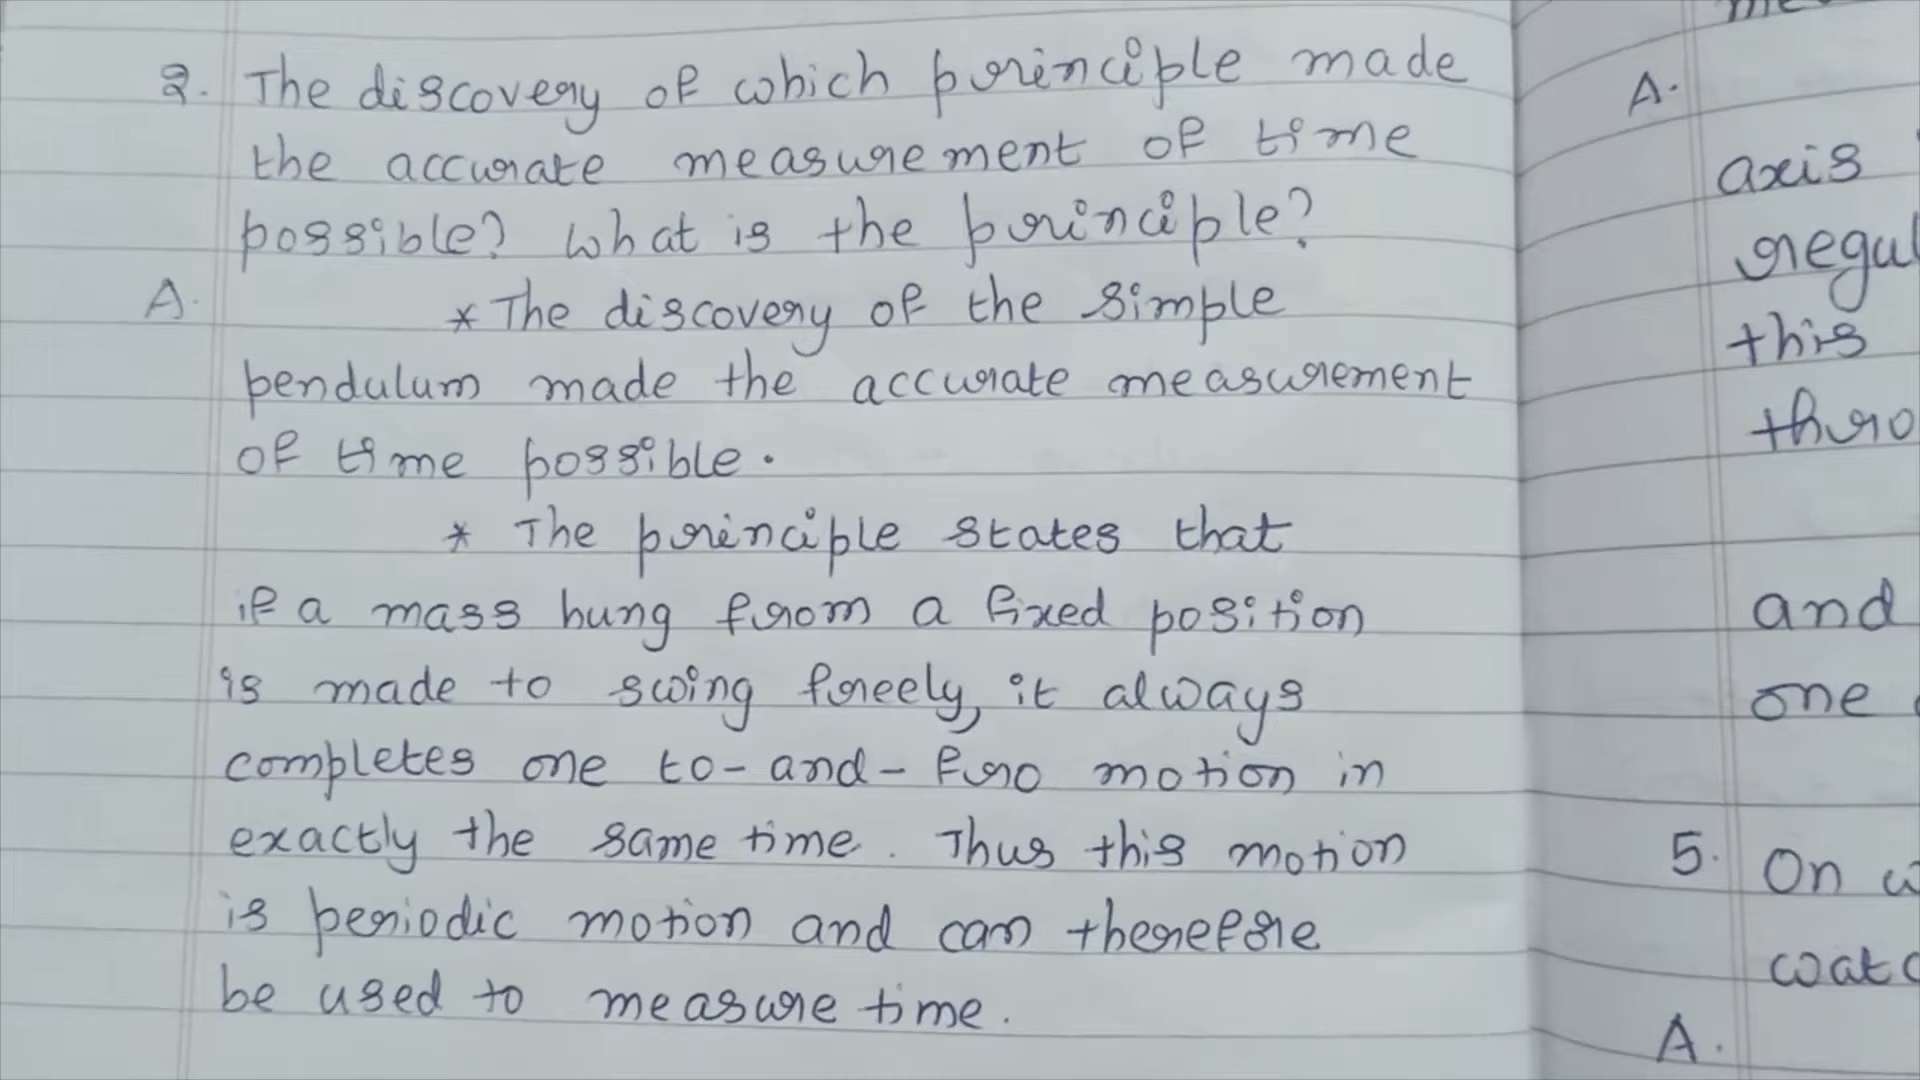 2. The discovery of which principle made
the accurate measurement of time
possible? What is the principle?
A. * The discovery of the simple
pendulum made the accurate measurement
of time possible.
* The principle states that
if a mass hung from a fixed position
is made to swing freely, it always
completes one to-and-fro motion in
exactly the same time. Thus this motion
is periodic motion and can therefore
be used to measure time.
A.
axis
regul
this
thro
and
one
5. On w
watc
A.